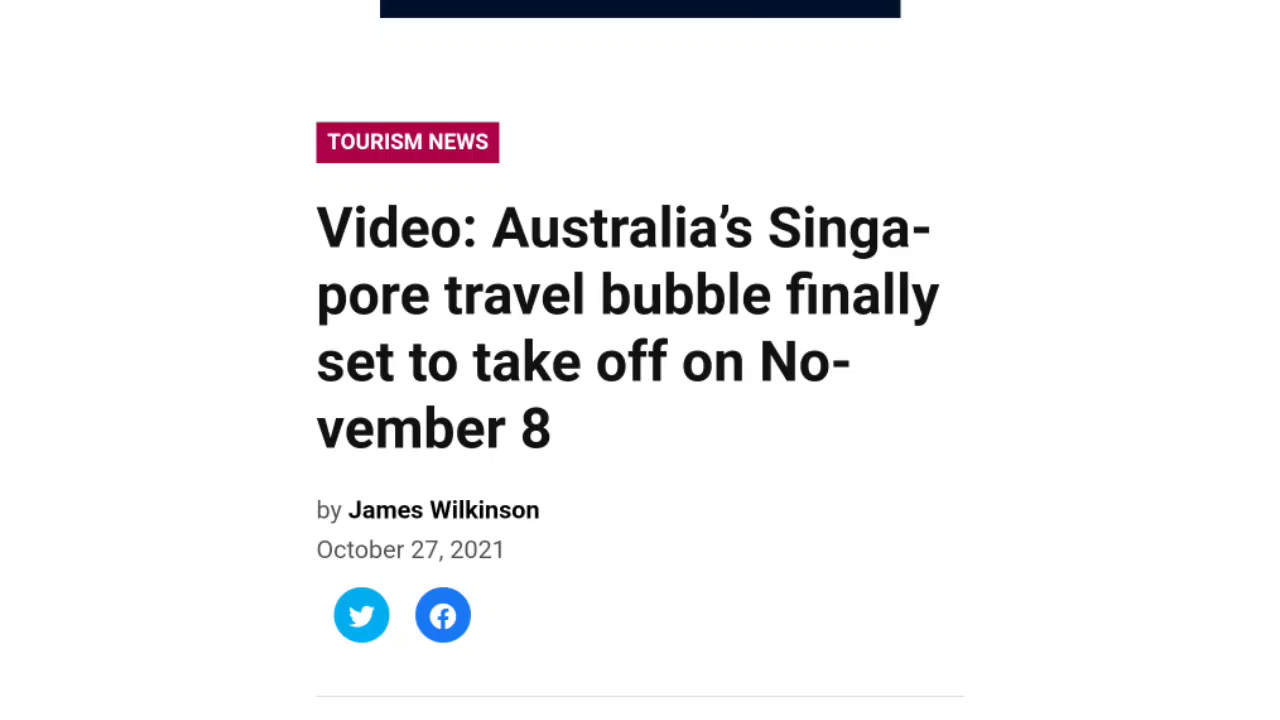 TOURISM NEWS
Video: Australia’s Singa-
pore travel bubble finally
set to take off on No-
vember 8
by James Wilkinson
October 27, 2021